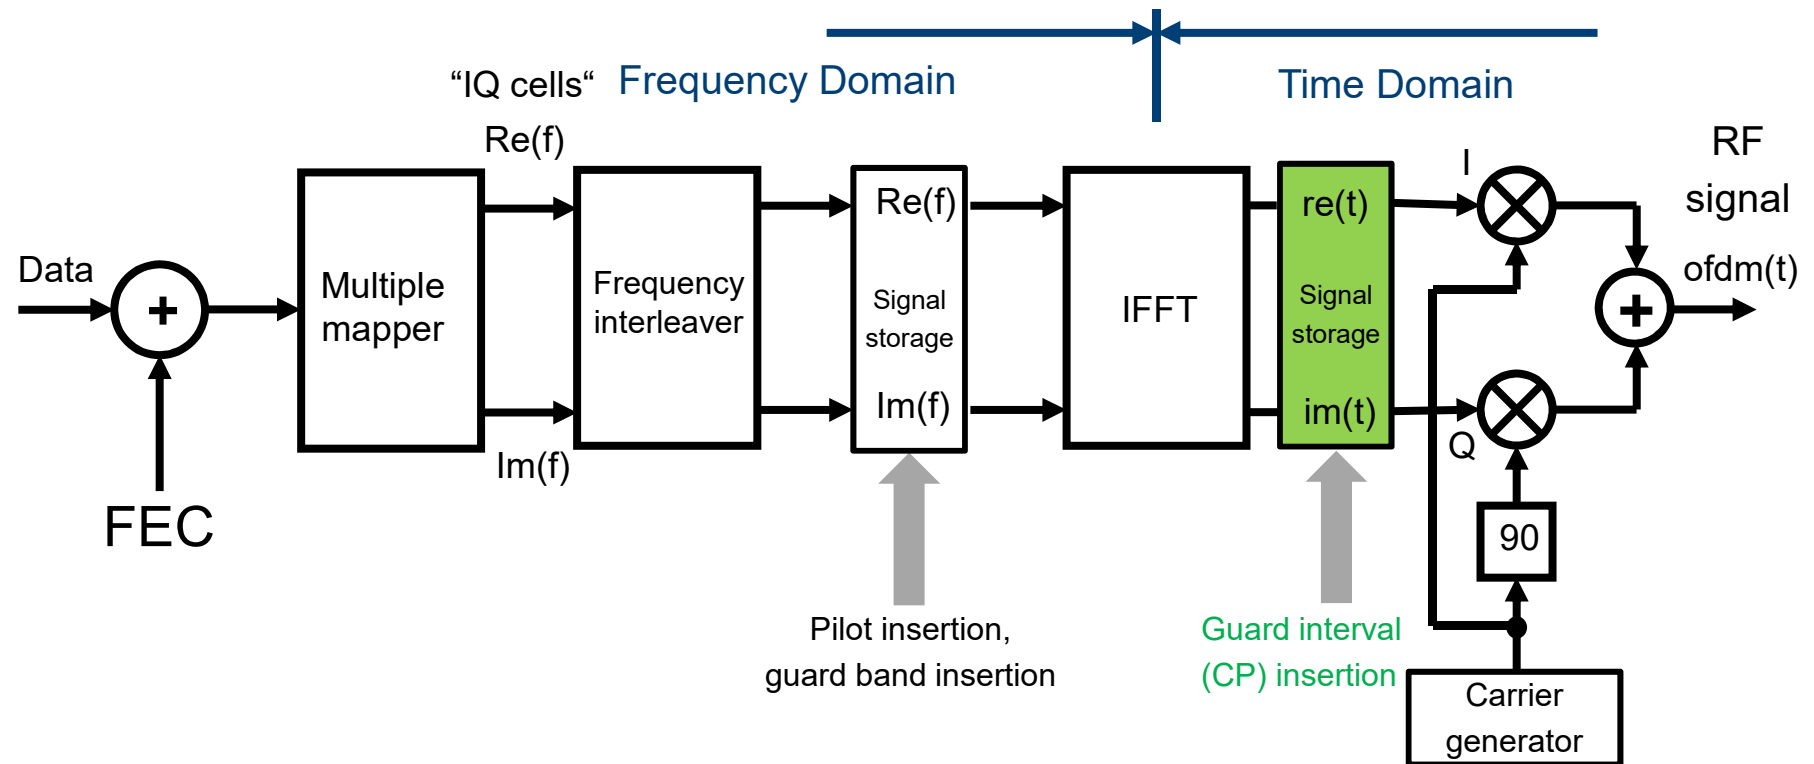 “IQ cells“
Frequency Domain
Time Domain
Re(f)
I
RF
signal
ofdm(t)
Data
+
FEC
Multiple
mapper
Im(f)
Frequency
interleaver
Re(f)
Signal
storage
Im(f)
IFFT
re(t)
Signal
storage
im(t)
Q
+
90
Pilot insertion,
guard band insertion
Guard interval
(CP) insertion
Carrier
generator